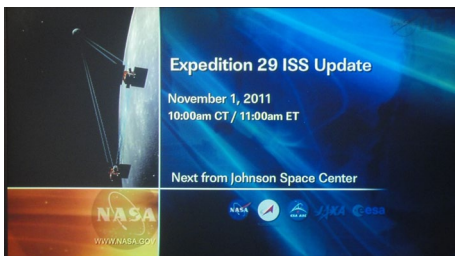 Expedition 29 ISS Update
November 1, 2011
10:00am CT / 11:00am ET
Next from Johnson Space Center
NASA
WWW.NASA.GOV
NASA
esa